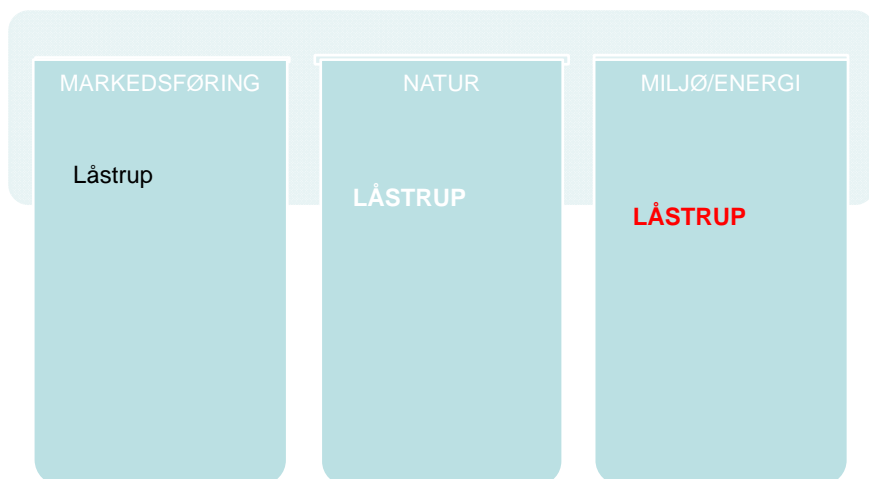 MARKEDSFØRING
Låstrup
NATUR
LÅSTRUP
MILJØ/ENERGI
LÅSTRUP